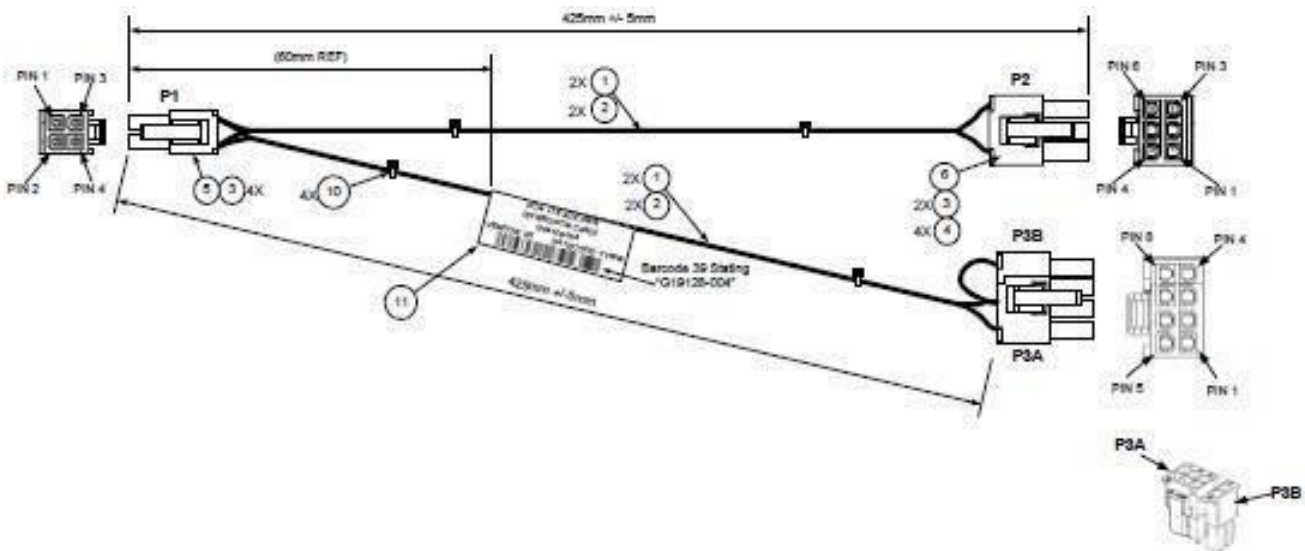 425mm +/- 5mm
(60mm REF)
PIN 1
PIN 3
P1
PIN 2
PIN 4
5
3
4X
4X
10
2X
1
2X
2
P2
PIN 6
PIN 3
PIN 4
PIN 1
6
2X
3
4X
4
2X
1
2X
2
Barcode 39 Stating
"G19128-004"
11
425mm +/-5mm
P3B
P3A
PIN 8
PIN 4
PIN 5
PIN 1
P3A
P3B